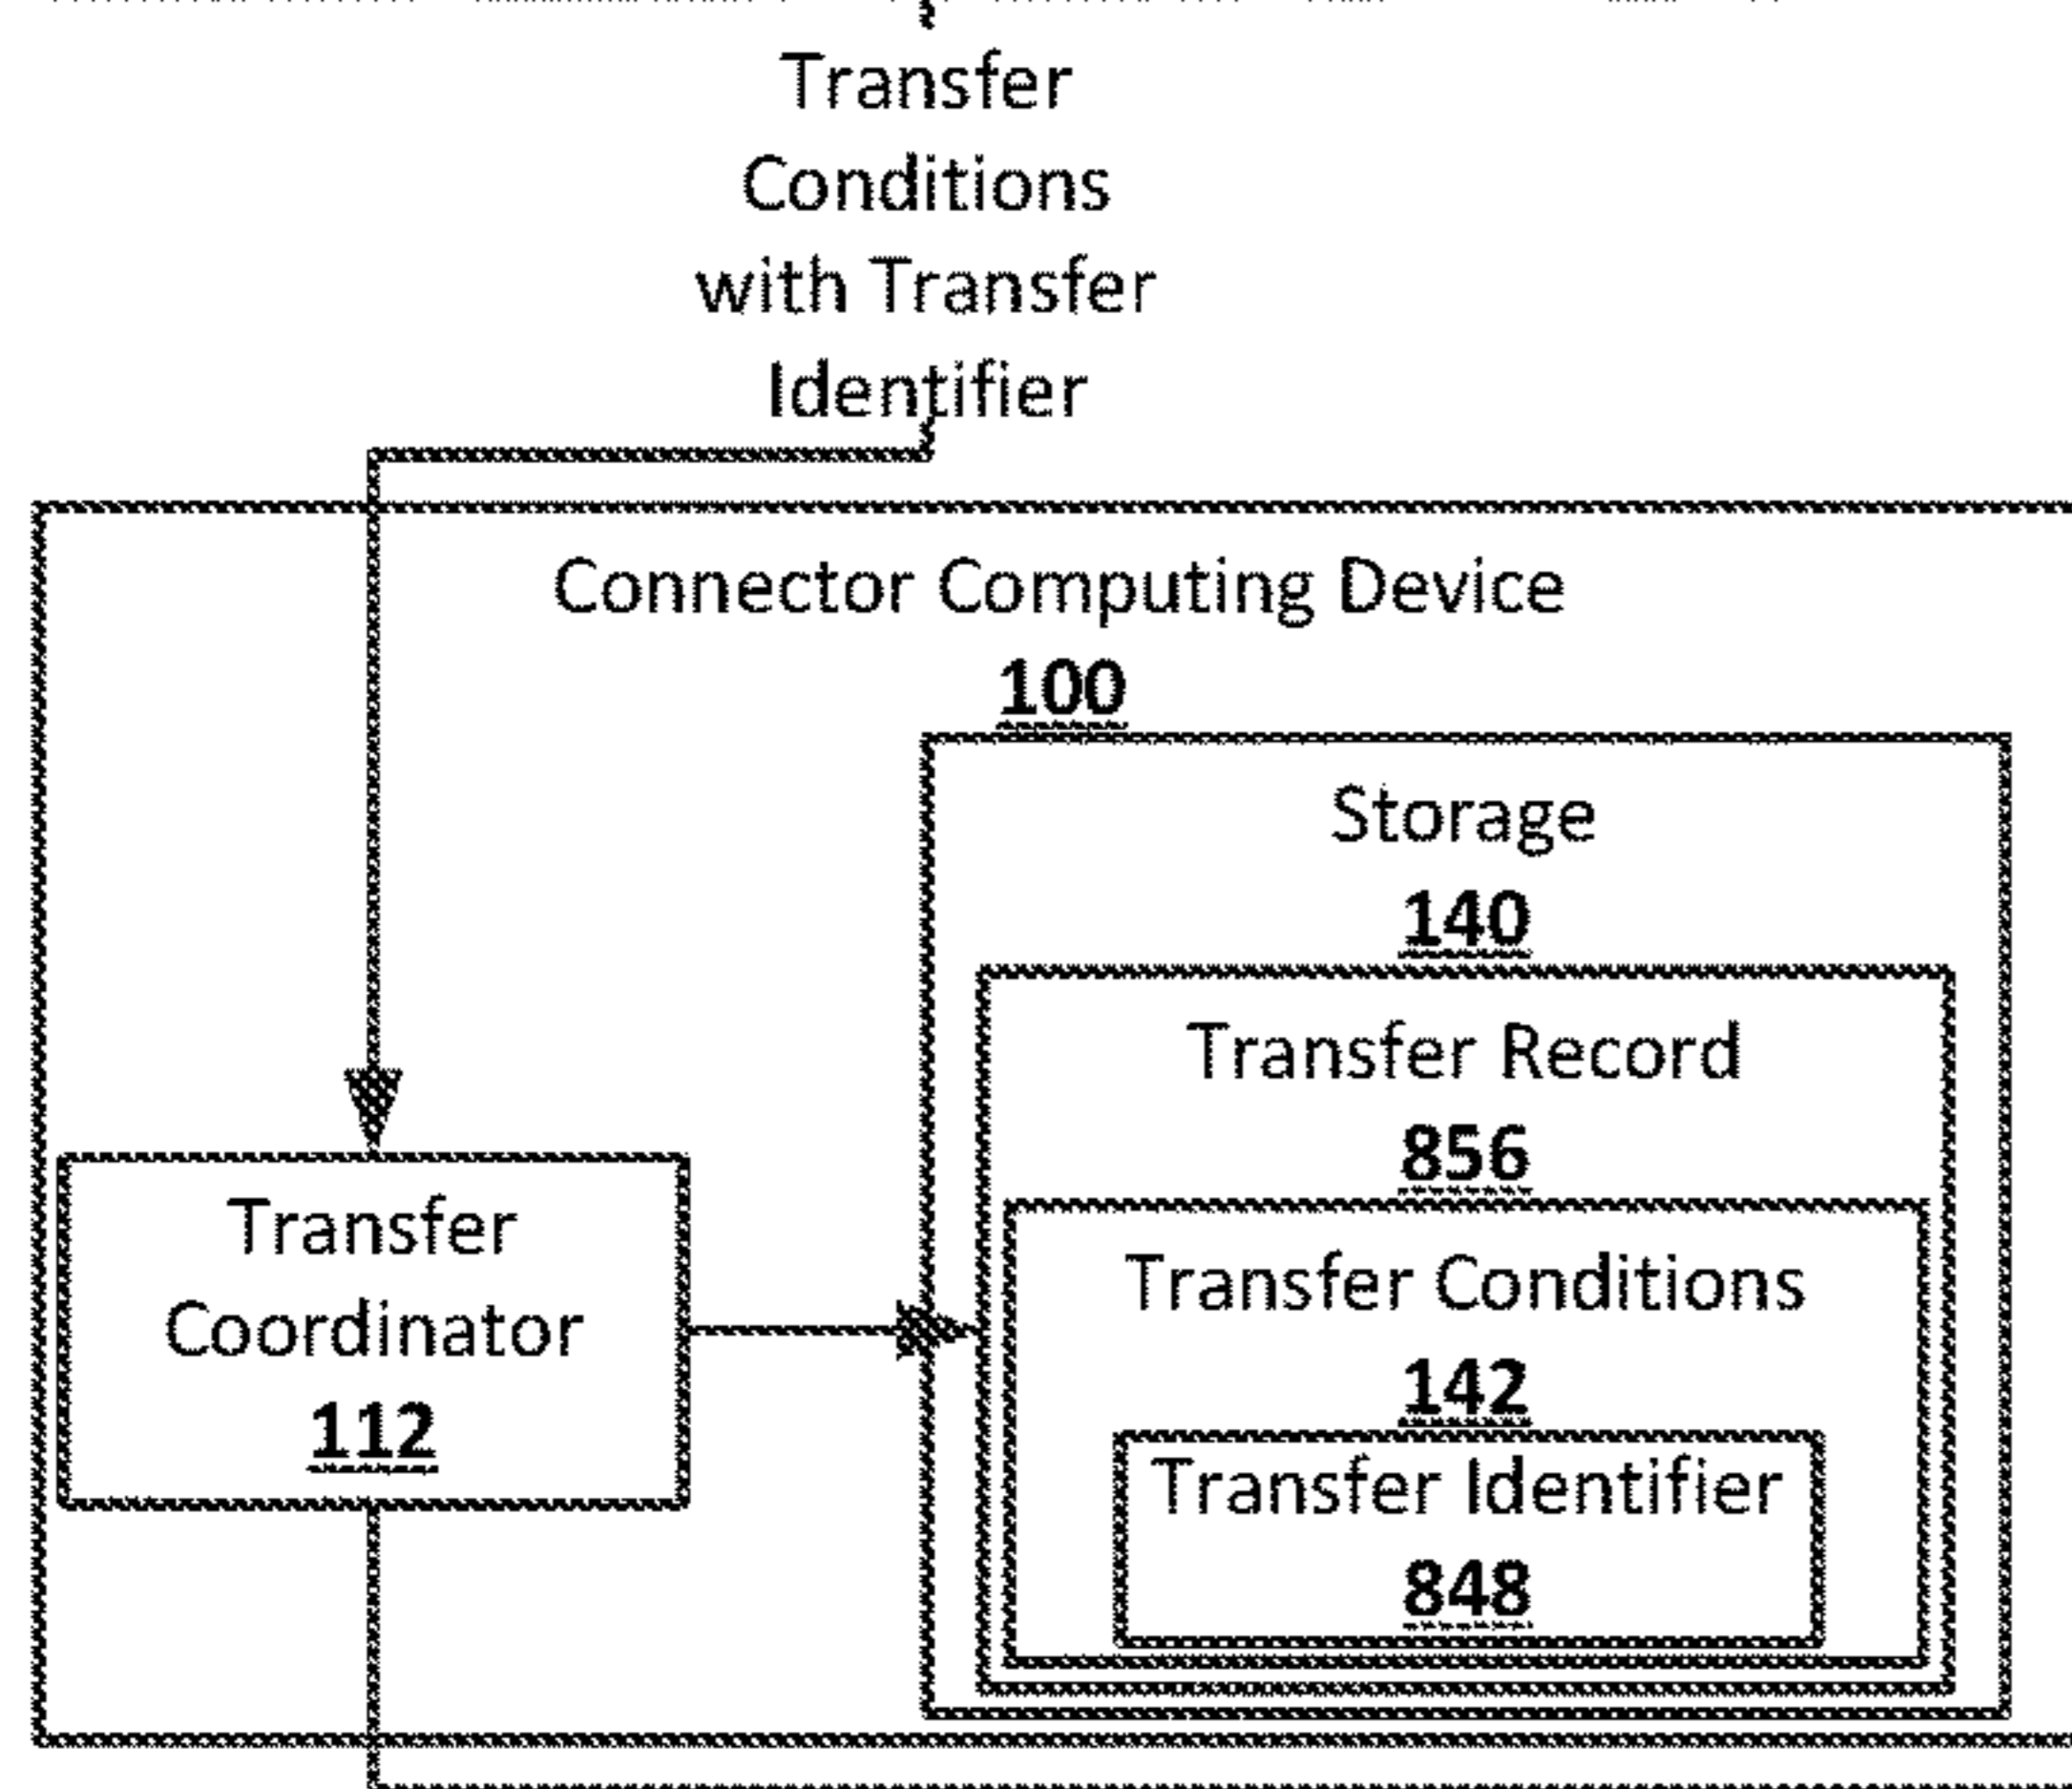 Transfer
Conditions
with Transfer
Identifier
Connector Computing Device
100
Storage
140
Transfer Record
856
Transfer
Coordinator
112
Transfer Conditions
142
Transfer Identifier
848